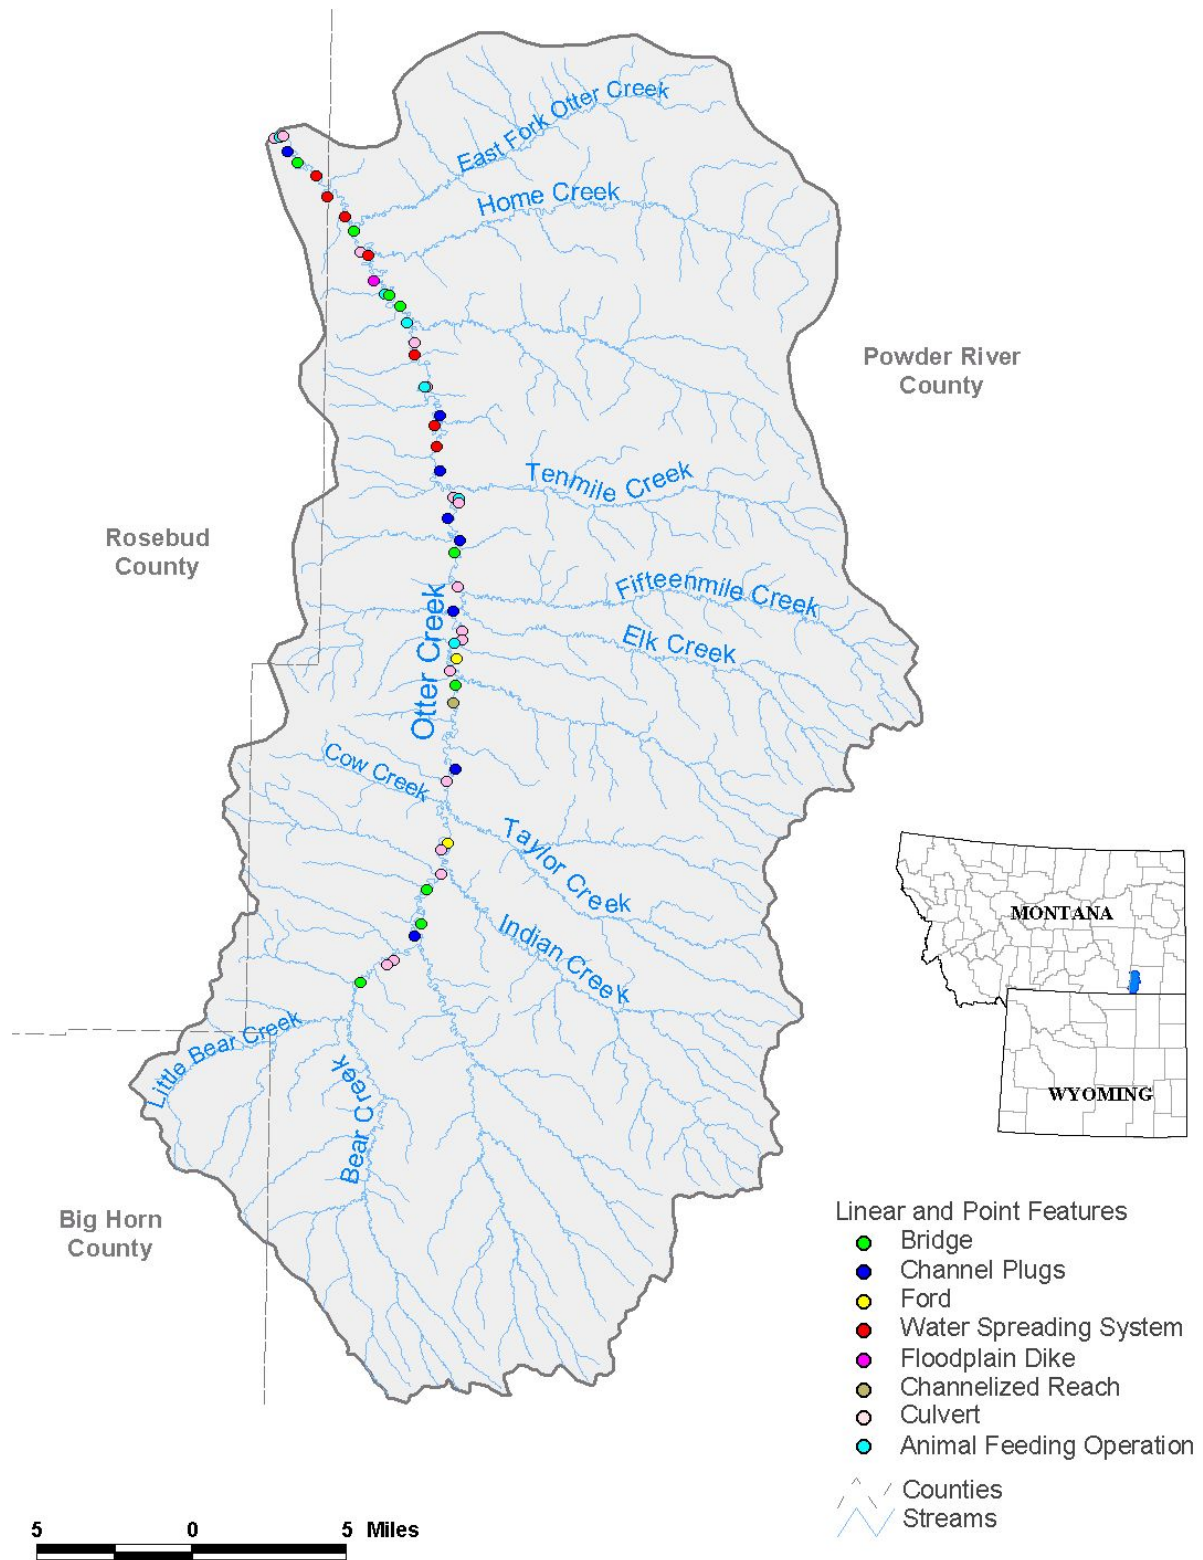 East Fork Otter Creek
Home Creek
Powder River
County
Tenmile Creek
Rosebud
County
Fifteenmile Creek
Elk Creek
Otter Creek
Cow Creek
Taylor Creek
Indian Creek
MONTANA
Little Bear Creek
Bear Creek
WYOMING
Big Horn
County
Linear and Point Features
Bridge
Channel Plugs
Ford
Water Spreading System
Floodplain Dike
Channelized Reach
Culvert
Animal Feeding Operation
Counties
Streams
5 0 5 Miles